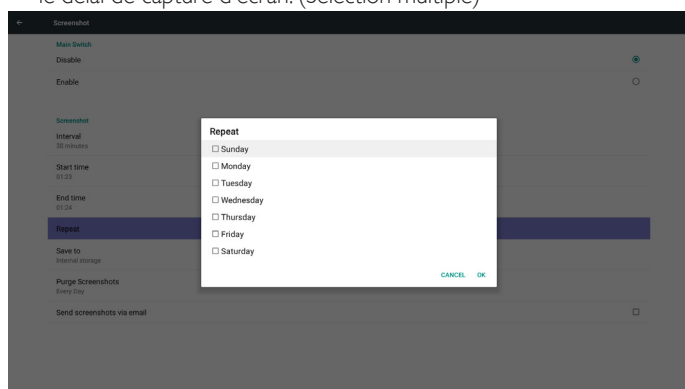 le délai de capture d'écran. (Sélection multiple)
Screenshot
Main Switch
Disable
Enable
Screenshot
Interval
30 minutes
Start time
01:23
End time
01:24
Repeat
Save to
Internal storage
Purge Screenshots
Every Day
Send screenshots via email
Repeat
Sunday
Monday
Tuesday
Wednesday
Thursday
Friday
Saturday
CANCEL OK